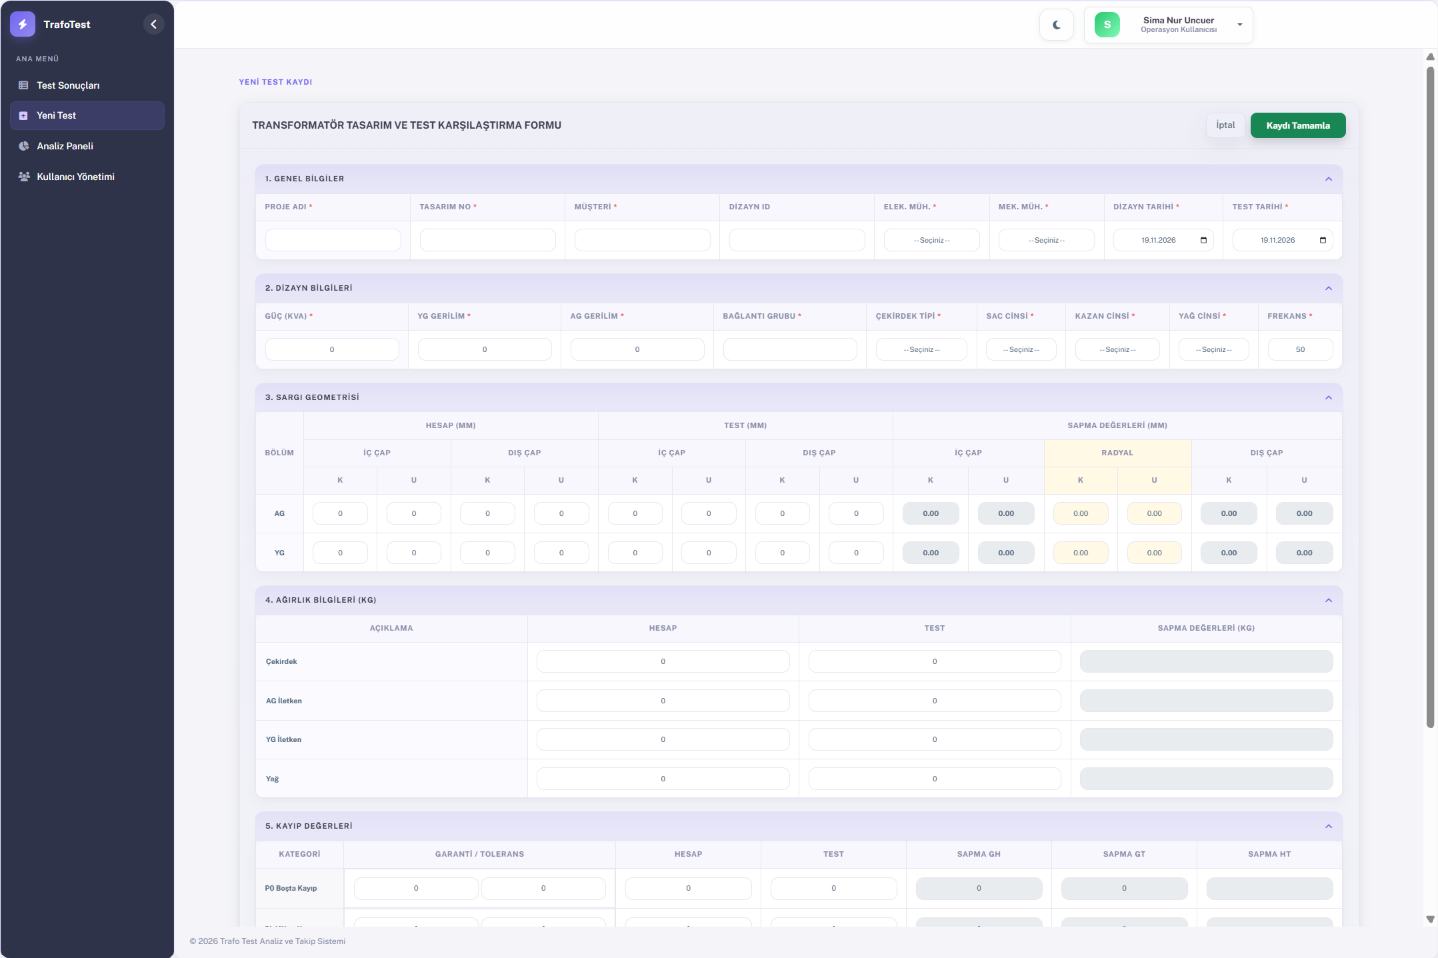 TrafoTest
ANA MENÜ
Test Sonuçları
Yeni Test
Analiz Paneli
Kullanıcı Yönetimi
S
Sima Nur Uncuer
Operasyon Kullanıcısı
YENİ TEST KAYDI
TRANSFORMATÖR TASARIM VE TEST KARŞILAŞTIRMA FORMU
İptal
Kaydı Tamamla
1. GENEL BİLGİLER
PROJE ADI * TASARIM NO * MÜŞTERİ * DİZAYN ID ELEK. MÜH. * MEK. MÜH. * DİZAYN TARİHİ * TEST TARİHİ *
--Seçiniz-- --Seçiniz-- 19.11.2026 19.11.2026
2. DİZAYN BİLGİLERİ
GÜÇ (KVA) * YG GERİLİM * AG GERİLİM * BAĞLANTI GRUBU * ÇEKİRDEK TİPİ * SAC CİNSİ * KAZAN CİNSİ * YAĞ CİNSİ * FREKANS *
0 0 0 --Seçiniz-- --Seçiniz-- --Seçiniz-- --Seçiniz-- 50
3. SARGI GEOMETRİSİ
BÖLÜM HESAP (MM) TEST (MM) SAPMA DEĞERLERİ (MM)
İÇ ÇAP DIŞ ÇAP İÇ ÇAP DIŞ ÇAP İÇ ÇAP RADYAL DIŞ ÇAP
K U K U K U K U K U K U K U
AG 0 0 0 0 0 0 0 0 0.00 0.00 0.00 0.00 0.00 0.00
YG 0 0 0 0 0 0 0 0 0.00 0.00 0.00 0.00 0.00 0.00
4. AĞIRLIK BİLGİLERİ (KG)
AÇIKLAMA HESAP TEST SAPMA DEĞERLERİ (KG)
Çekirdek 0 0
AG İletken 0 0
YG İletken 0 0
Yağ 0 0
5. KAYIP DEĞERLERİ
KATEGORİ GARANTİ / TOLERANS HESAP TEST SAPMA GH SAPMA GT SAPMA HT
P0 Boşta Kayıp 0 0 0 0 0 0
© 2026 Trafo Test Analiz ve Takip Sistemi